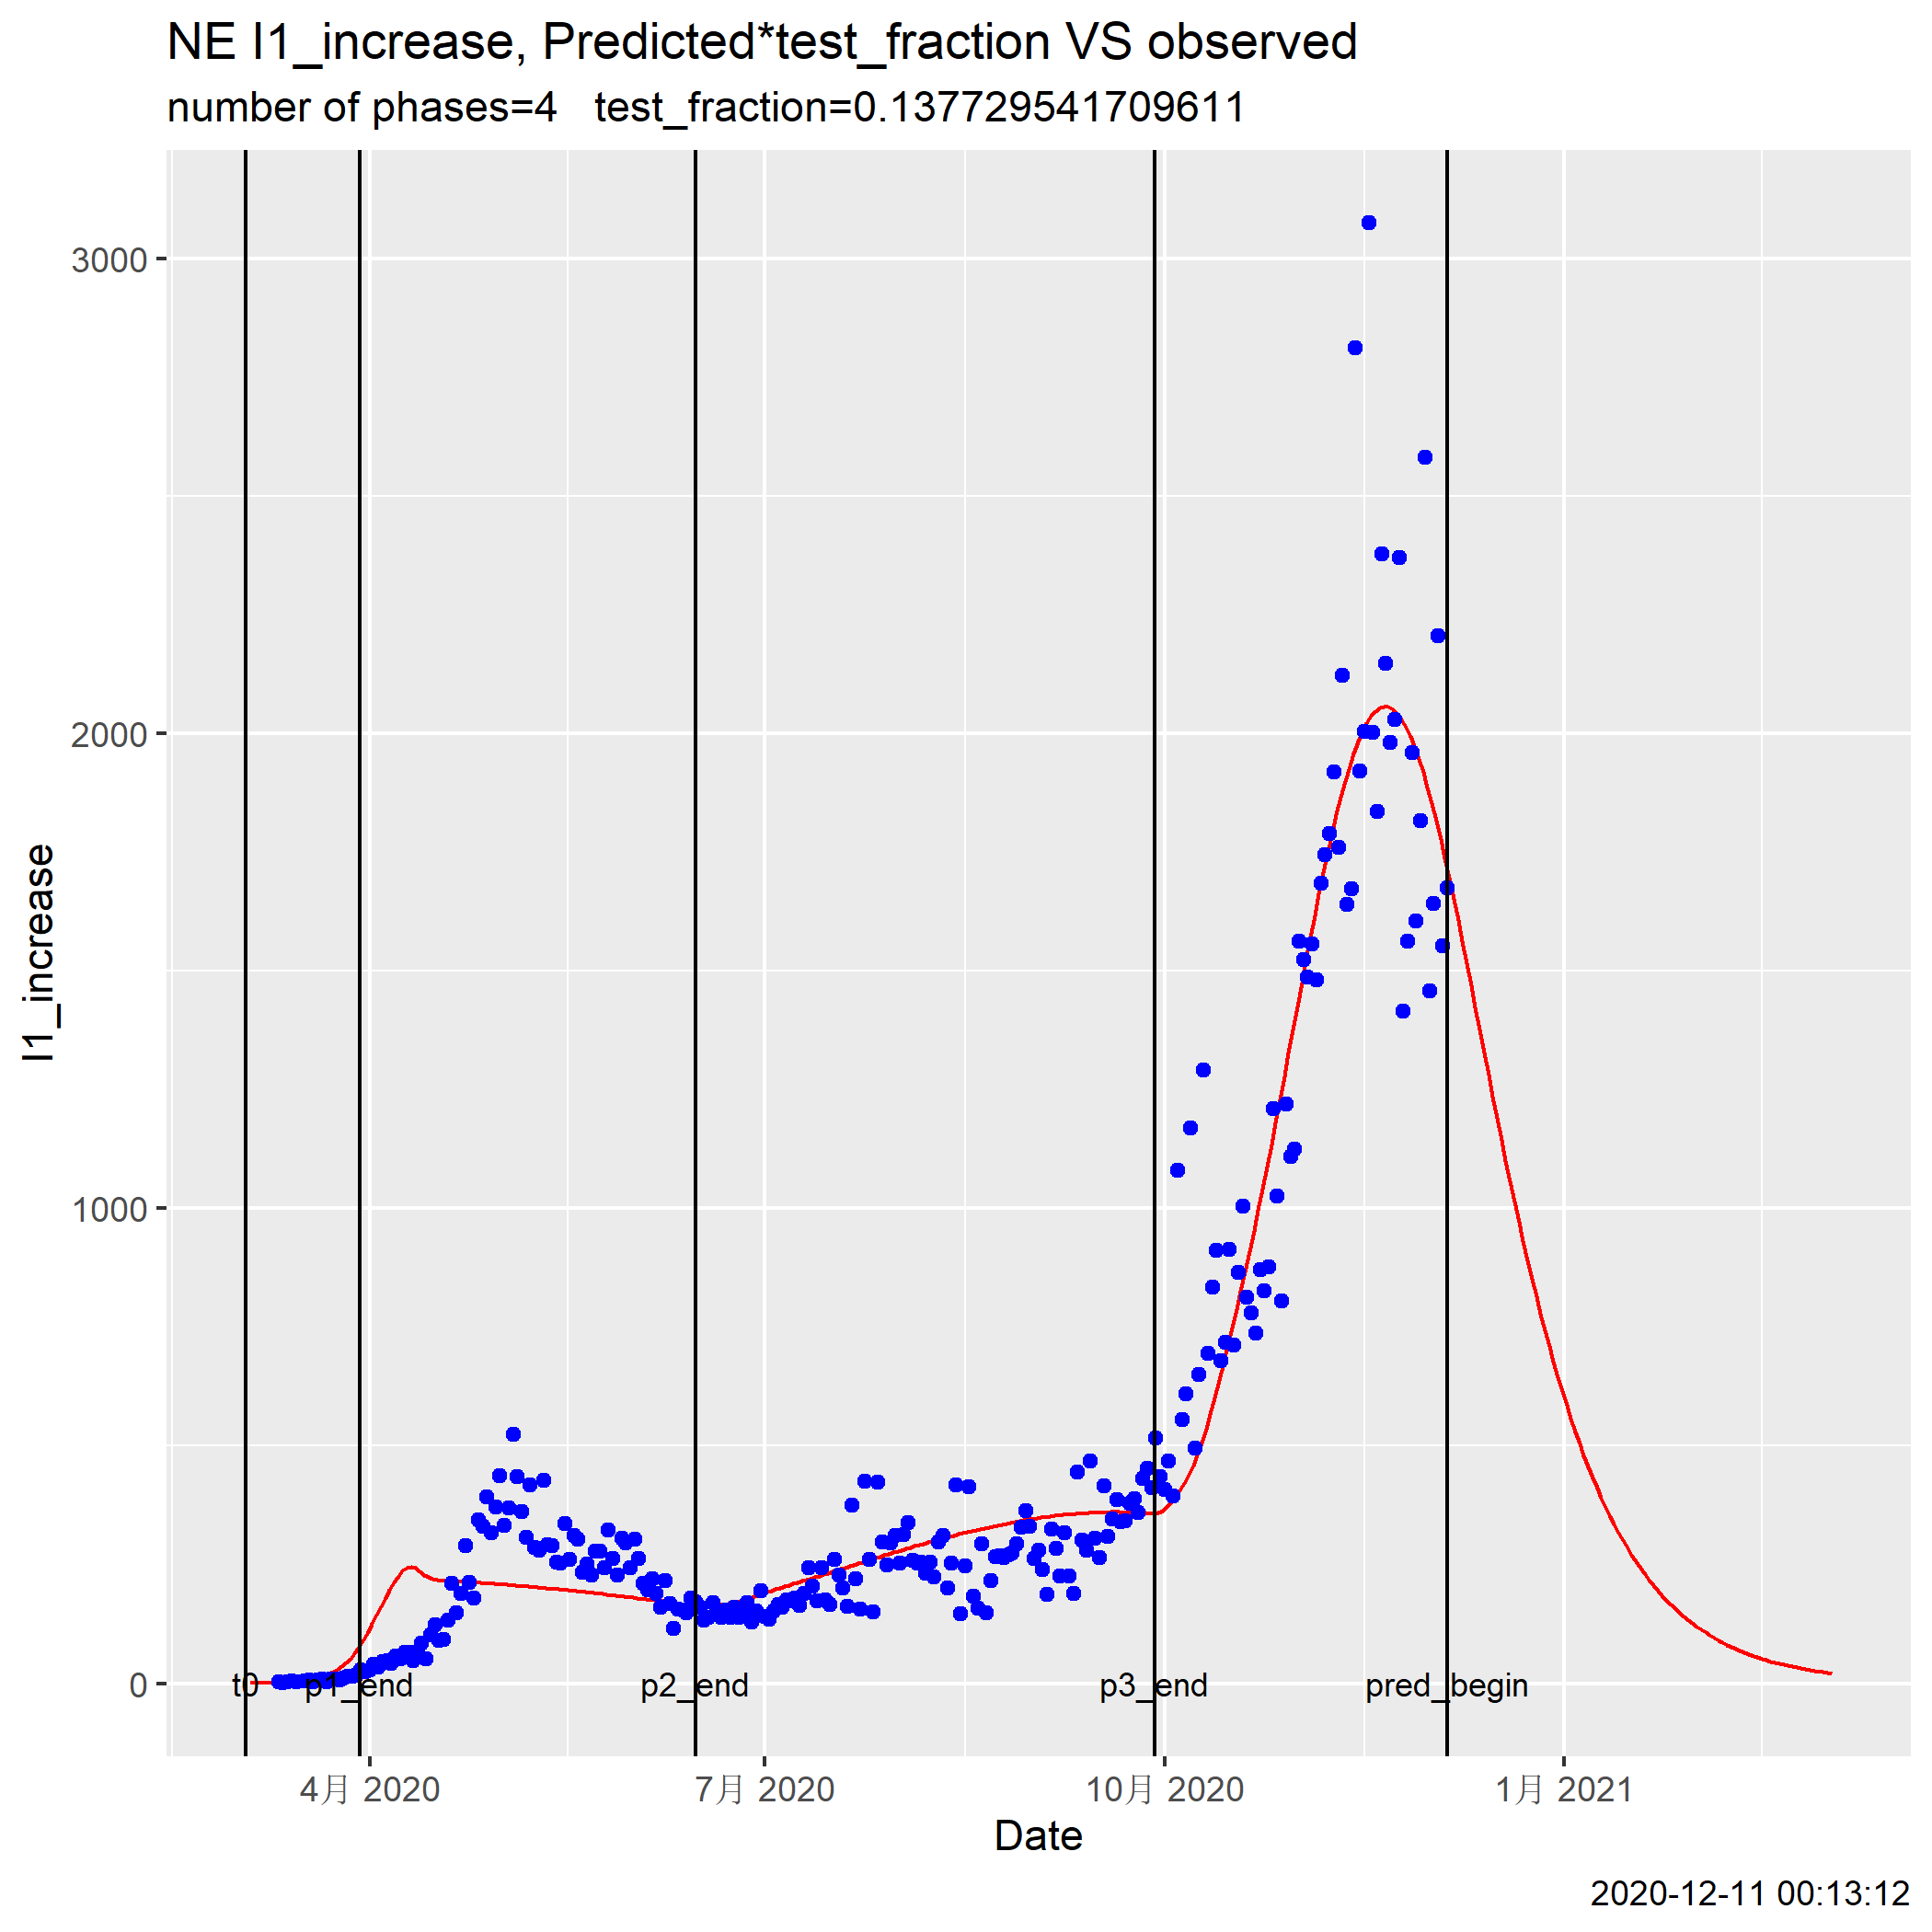 NE I1_increase, Predicted*test_fraction VS observed
number of phases=4   test_fraction=0.137729541709611
3000
2000
1000
0
I1_increase
t0 p1_end p2_end p3_end pred_begin
4月 2020 7月 2020 10月 2020 1月 2021
Date
2020-12-11 00:13:12